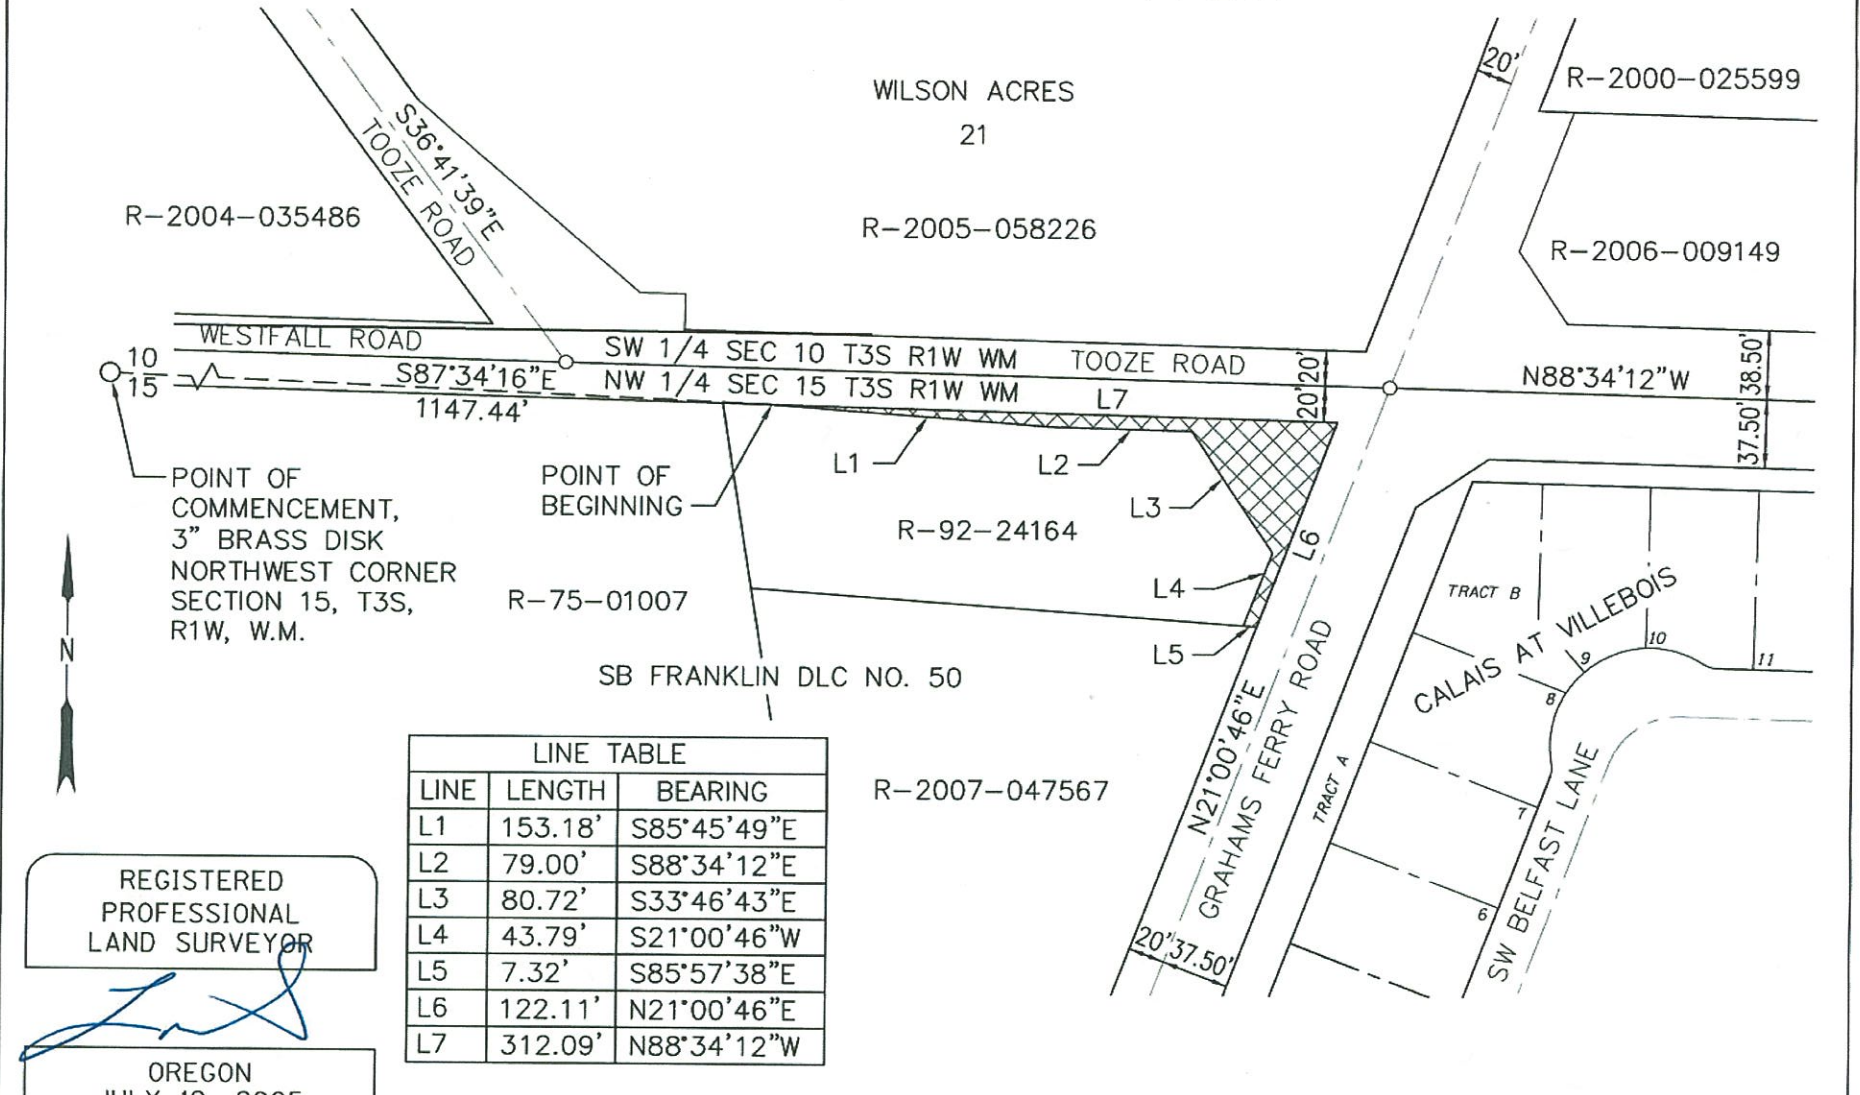 WILSON ACRES
21
R-2000-025599
20'
S36°41'39"E
TOOZE ROAD
R-2004-035486
R-2005-058226
R-2006-009149
WESTFALL ROAD
SW 1/4 SEC 10 T3S R1W WM
TOOZE ROAD
20'
38.50'
10
15
S87°34'16"E
1147.44'
NW 1/4 SEC 15 T3S R1W WM
L7
20'
N88°34'12"W
37.50'
POINT OF
COMMENCEMENT,
3" BRASS DISK
NORTHWEST CORNER
SECTION 15, T3S,
R1W, W.M.
POINT OF
BEGINNING
L1
L2
L3
R-92-24164
L6
L4
L5
R-75-01007
N
SB FRANKLIN DLC NO. 50
R-2007-047567
N21°00'46"E
GRAHAMS FERRY ROAD
20'
37.50'
TRACT A
TRACT B
CALAIS AT VILLEBOIS
10
11
9
8
7
6
SW BELFAST LANE
LINE TABLE
LINE LENGTH BEARING
L1 153.18' S85°45'49"E
L2 79.00' S88°34'12"E
L3 80.72' S33°46'43"E
L4 43.79' S21°00'46"W
L5 7.32' S85°57'38"E
L6 122.11' N21°00'46"E
L7 312.09' N88°34'12"W
REGISTERED
PROFESSIONAL
LAND SURVEYOR
OREGON